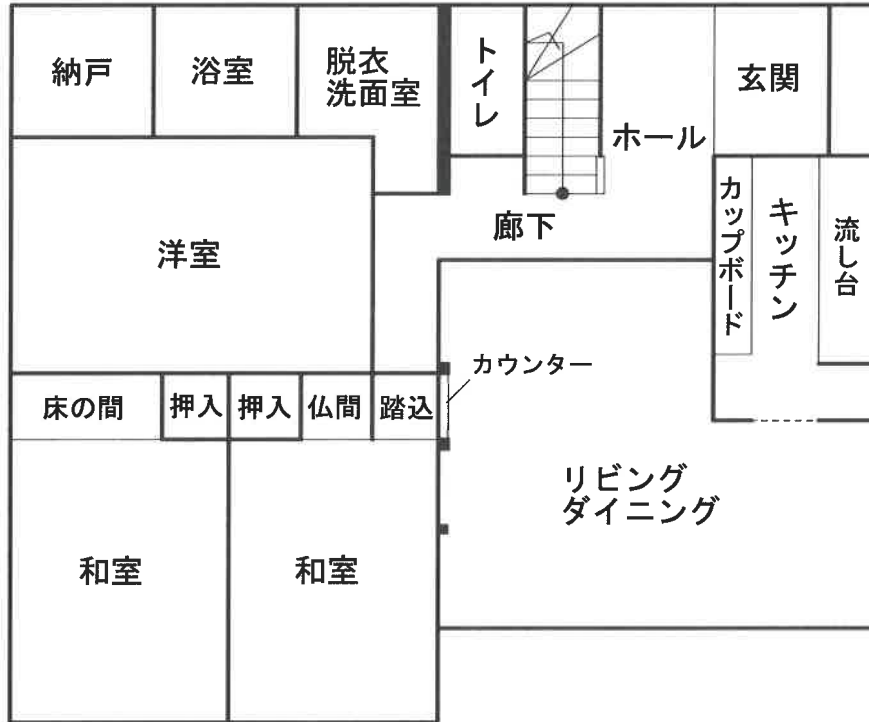 納戸
浴室
脱衣
洗面室
トイレ
ホール
玄関
洋室
廊下
カップボード
キッチン
流し台
カウンター
床の間
押入
押入
仏間
踏込
リビング
ダイニング
和室
和室